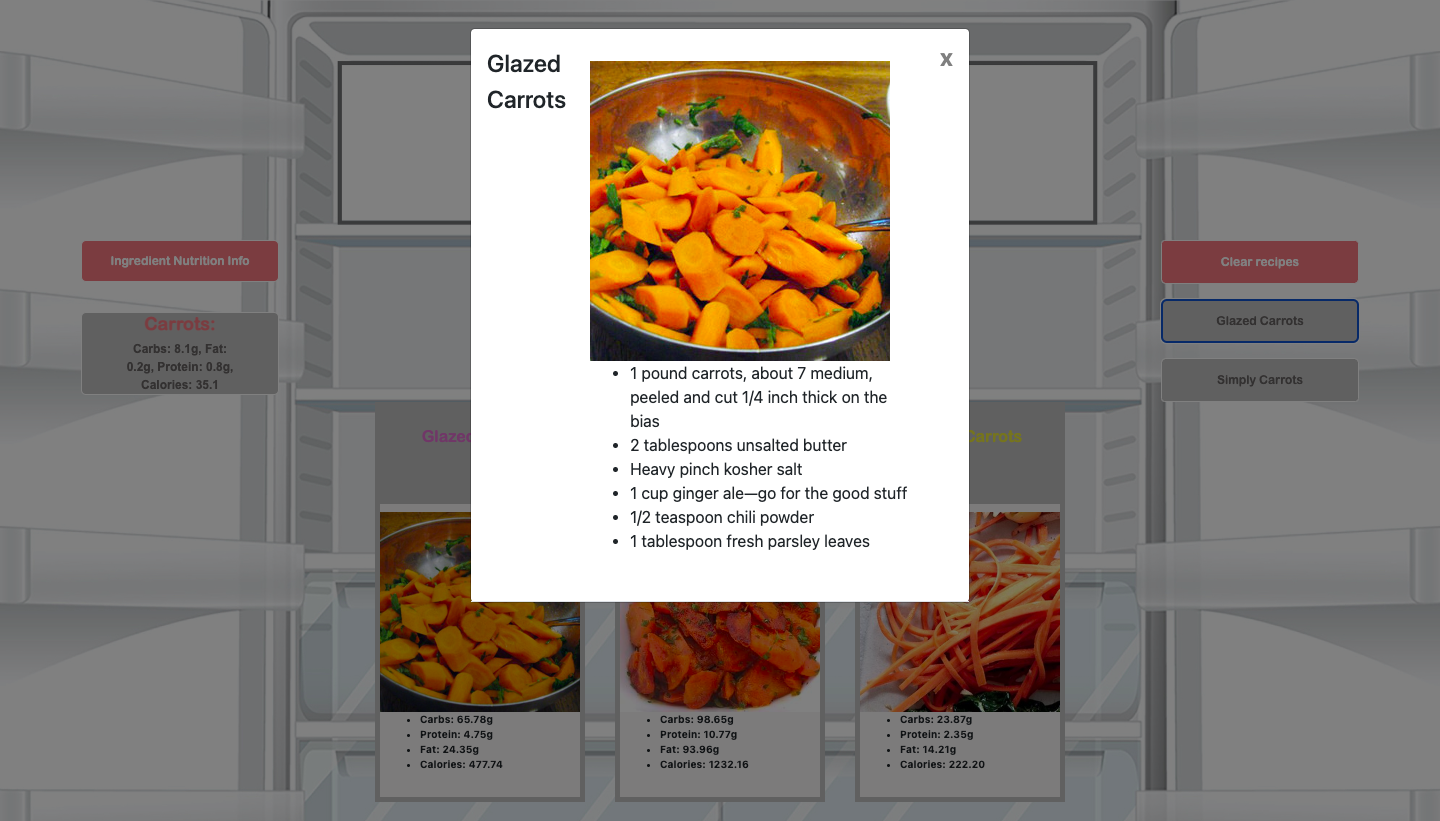 Glazed
Carrots
x
1 pound carrots, about 7 medium,
peeled and cut 1/4 inch thick on the
bias
2 tablespoons unsalted butter
Heavy pinch kosher salt
1 cup ginger ale—go for the good stuff
1/2 teaspoon chili powder
1 tablespoon fresh parsley leaves
Ingredient Nutrition Info
Carrots:
Carbs: 8.1g, Fat:
0.2g, Protein: 0.8g,
Calories: 35.1
Clear recipes
Glazed Carrots
Simply Carrots
Glazed
Carrots
Carbs: 65.78g
Protein: 4.75g
Fat: 24.35g
Calories: 477.74
Carbs: 98.65g
Protein: 10.77g
Fat: 93.96g
Calories: 1232.16
Carbs: 23.87g
Protein: 2.35g
Fat: 14.21g
Calories: 222.20